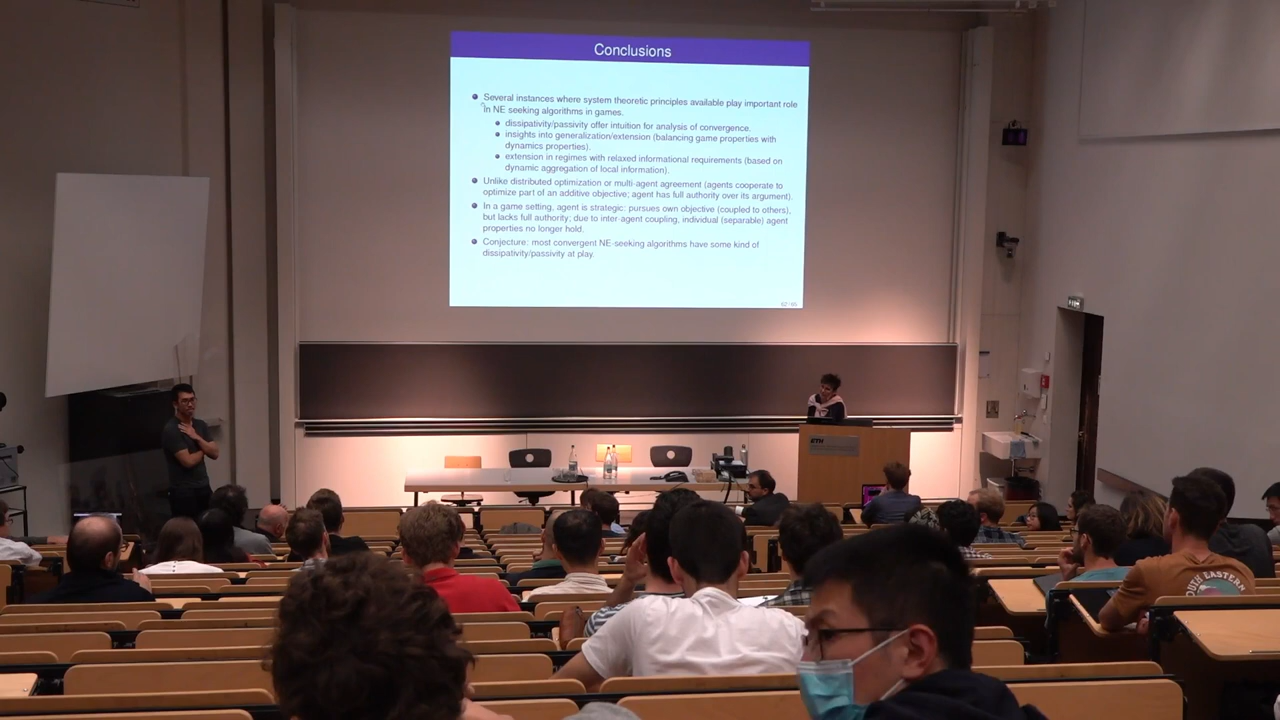 Conclusions
Several instances where system theoretic principles available play important role
in NE seeking algorithms in games.
dissipativity/passivity offer intuition for analysis of convergence.
insights into generalization/extension (balancing game properties with
dynamics properties).
extension in regimes with relaxed informational requirements (based on
dynamic aggregation of local information).
Unlike distributed optimization or multi-agent agreement (agents cooperate to
optimize part of an additive objective; agent has full authority over its argument).
In a game setting, agent is strategic: pursues own objective (coupled to others),
but lacks full authority; due to inter-agent coupling, individual (separable) agent
properties no longer hold.
Conjecture: most convergent NE-seeking algorithms have some kind of
dissipativity/passivity at play.
ETH
EASTERN